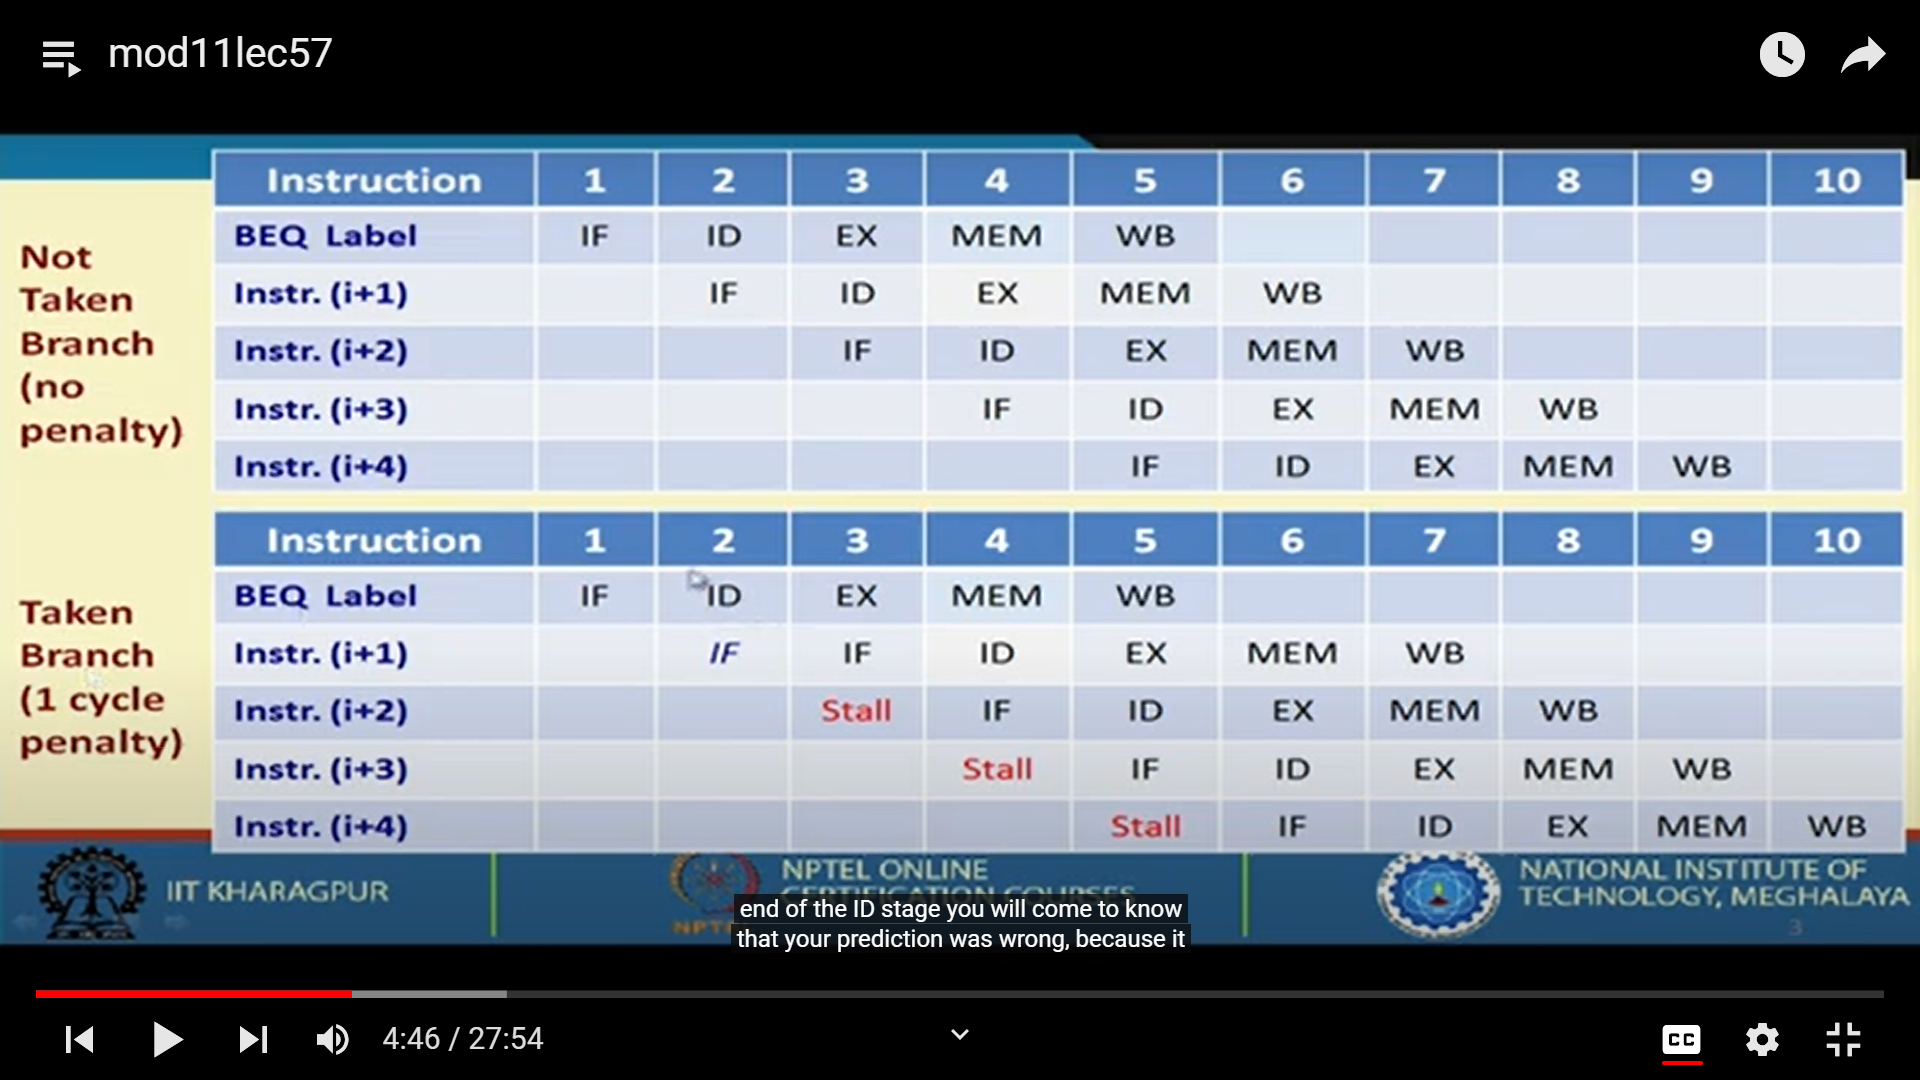 mod11lec57
Instruction 1 2 3 4 5 6 7 8 9 10
Not Taken Branch (no penalty)
BEQ Label IF ID EX MEM WB
Instr. (i+1) IF ID EX MEM WB
Instr. (i+2) IF ID EX MEM WB
Instr. (i+3) IF ID EX MEM WB
Instr. (i+4) IF ID EX MEM WB
Instruction 1 2 3 4 5 6 7 8 9 10
Taken Branch (1 cycle penalty)
BEQ Label IF ID EX MEM WB
Instr. (i+1) IF IF ID EX MEM WB
Instr. (i+2) Stall IF ID EX MEM WB
Instr. (i+3) Stall IF ID EX MEM WB
Instr. (i+4) Stall IF ID EX MEM WB
IIT KHARAGPUR
NPTEL ONLINE
CERTIFICATION COURSES
NATIONAL INSTITUTE OF
TECHNOLOGY, MEGHALAYA
3
end of the ID stage you will come to know
that your prediction was wrong, because it
4:46 / 27:54
CC